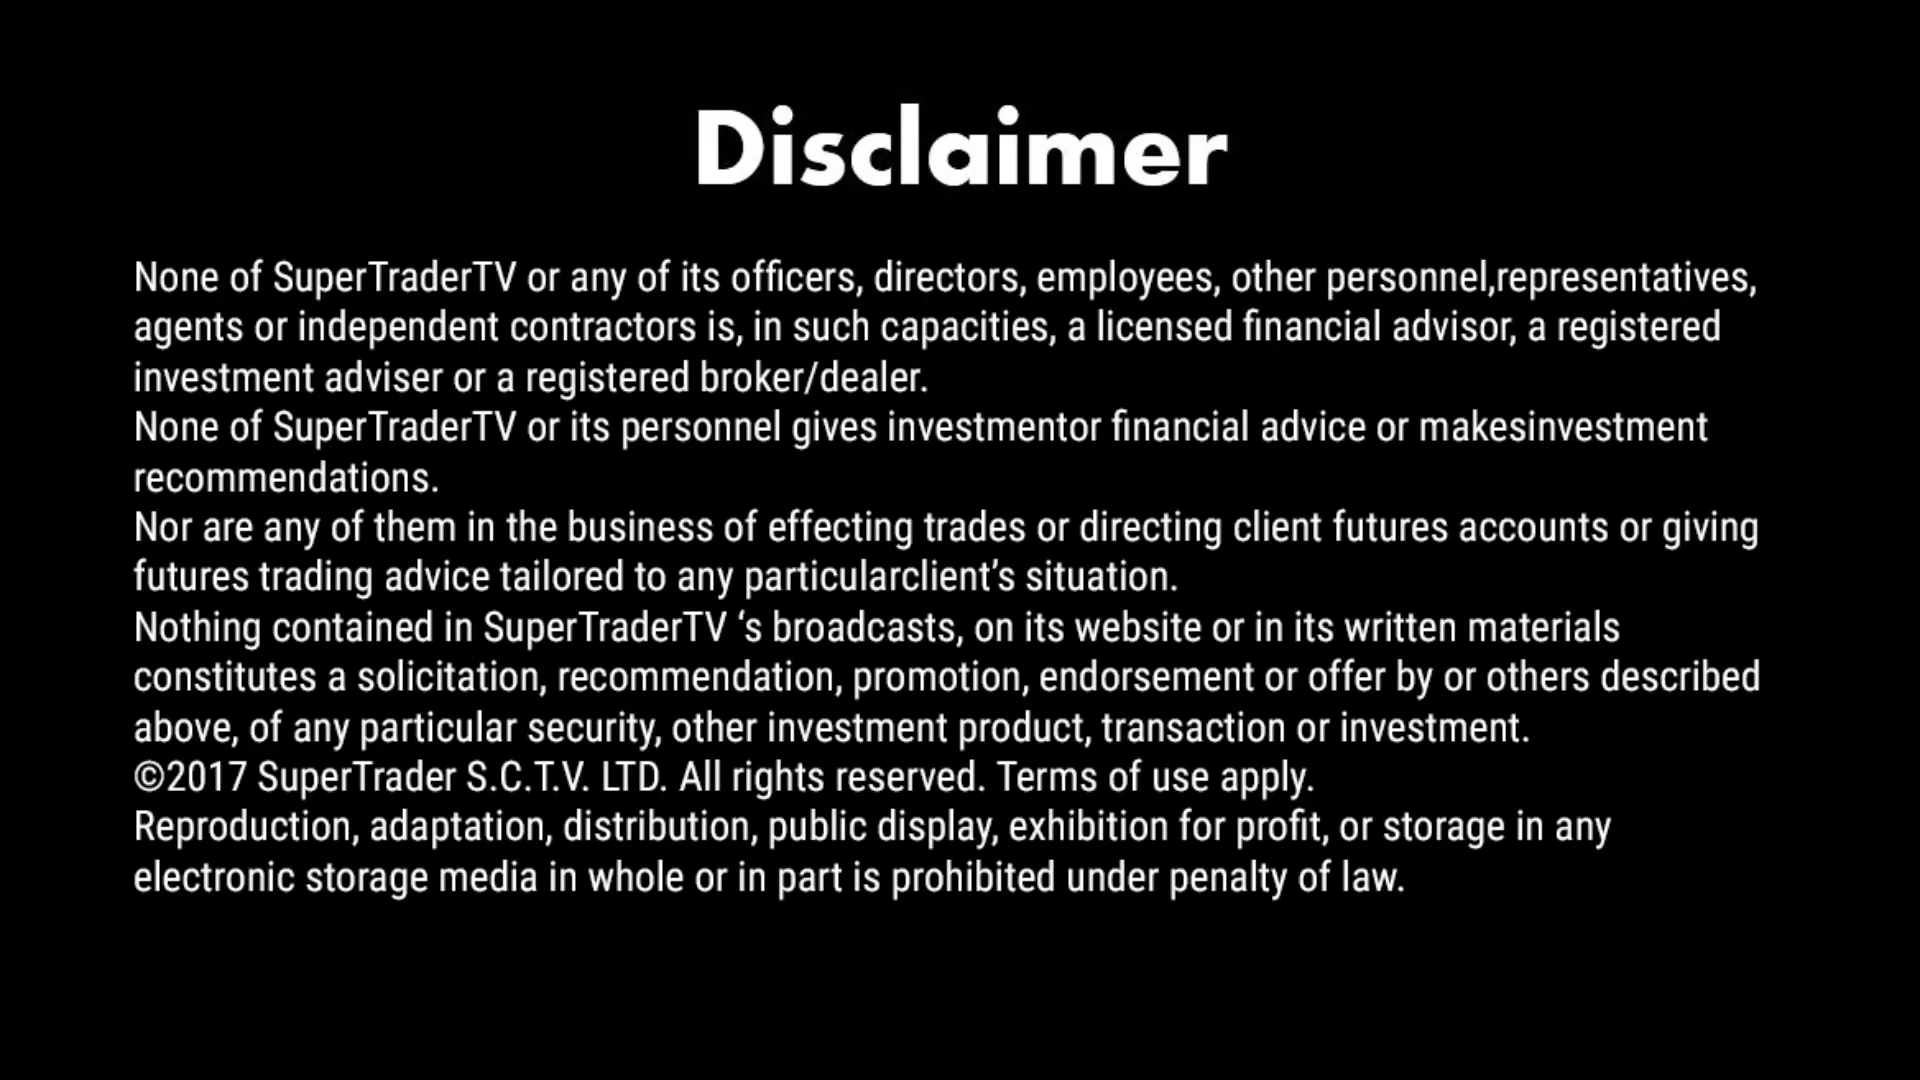 Disclaimer
None of SuperTraderTV or any of its officers, directors, employees, other personnel,representatives,
agents or independent contractors is, in such capacities, a licensed financial advisor, a registered
investment adviser or a registered broker/dealer.
None of SuperTraderTV or its personnel gives investmentor financial advice or makesinvestment
recommendations.
Nor are any of them in the business of effecting trades or directing client futures accounts or giving
futures trading advice tailored to any particularclient’s situation.
Nothing contained in SuperTraderTV ‘s broadcasts, on its website or in its written materials
constitutes a solicitation, recommendation, promotion, endorsement or offer by or others described
above, of any particular security, other investment product, transaction or investment.
©2017 SuperTrader S.C.T.V. LTD. All rights reserved. Terms of use apply.
Reproduction, adaptation, distribution, public display, exhibition for profit, or storage in any
electronic storage media in whole or in part is prohibited under penalty of law.